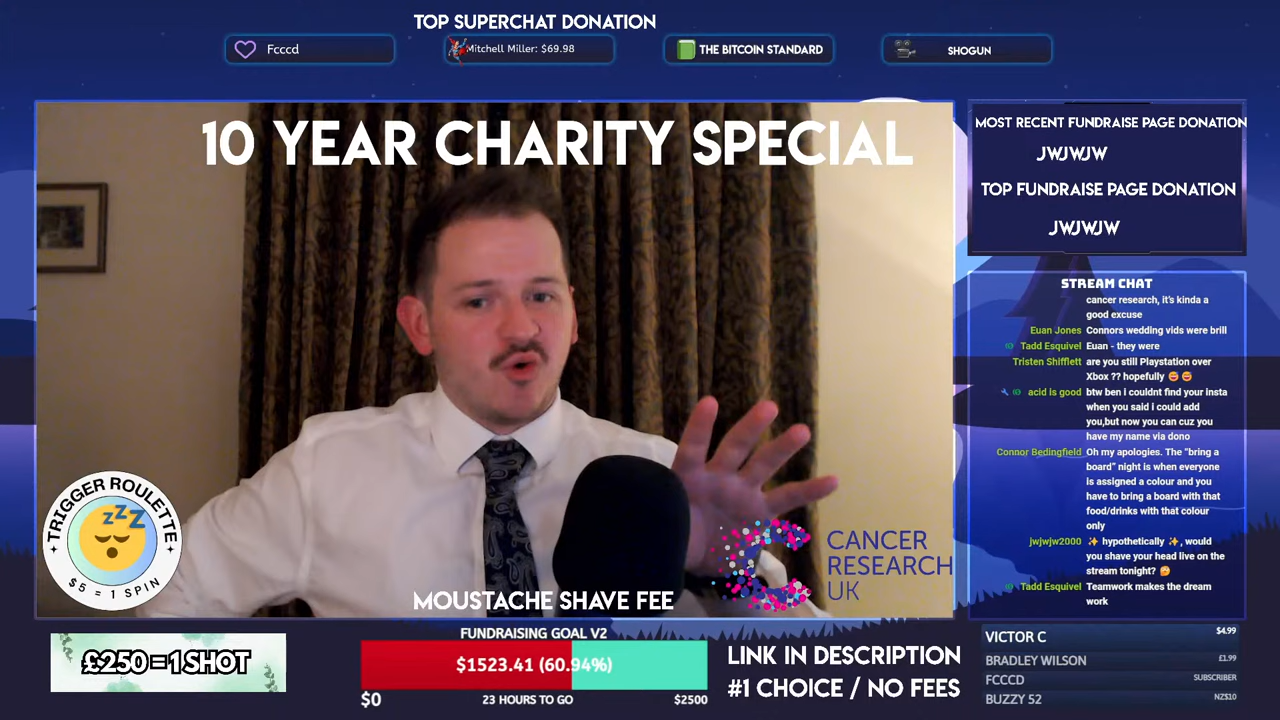 TOP SUPERCHAT DONATION
Fcccd
Mitchell Miller: $69.98
THE BITCOIN STANDARD
SHOGUN
10 YEAR CHARITY SPECIAL
MOST RECENT FUNDRAISE PAGE DONATION
JWJWJW
TOP FUNDRAISE PAGE DONATION
JWJWJW
STREAM CHAT
cancer research, it's kinda a
good excuse
Euan Jones Connors wedding vids were brill
Tadd Esquivel Euan - they were
Tristen Shifflett are you still Playstation over
Xbox ?? hopefully 😅 😅
acid is good btw ben i couldnt find your insta
when you said i could add
you,but now you can cuz you
have my name via dono
Connor Bedingfield Oh my apologies. The "bring a
board" night is when everyone
is assigned a colour and you
have to bring a board with that
food/drinks with that colour
only
jwjwjw2000 ✨ hypothetically ✨, would
you shave your head live on the
stream tonight? 🤔
Tadd Esquivel Teamwork makes the dream
work
TRIGGER ROULETTE
zzz
$5 = 1 SPIN
CANCER
RESEARCH
UK
MOUSTACHE SHAVE FEE
£250 = 1 SHOT
FUNDRAISING GOAL V2
$1523.41 (60.94%)
$0
23 HOURS TO GO
$2500
LINK IN DESCRIPTION
#1 CHOICE / NO FEES
VICTOR C $4.99
BRADLEY WILSON £1.99
FCCCD SUBSCRIBER
BUZZY 52 NZ$10